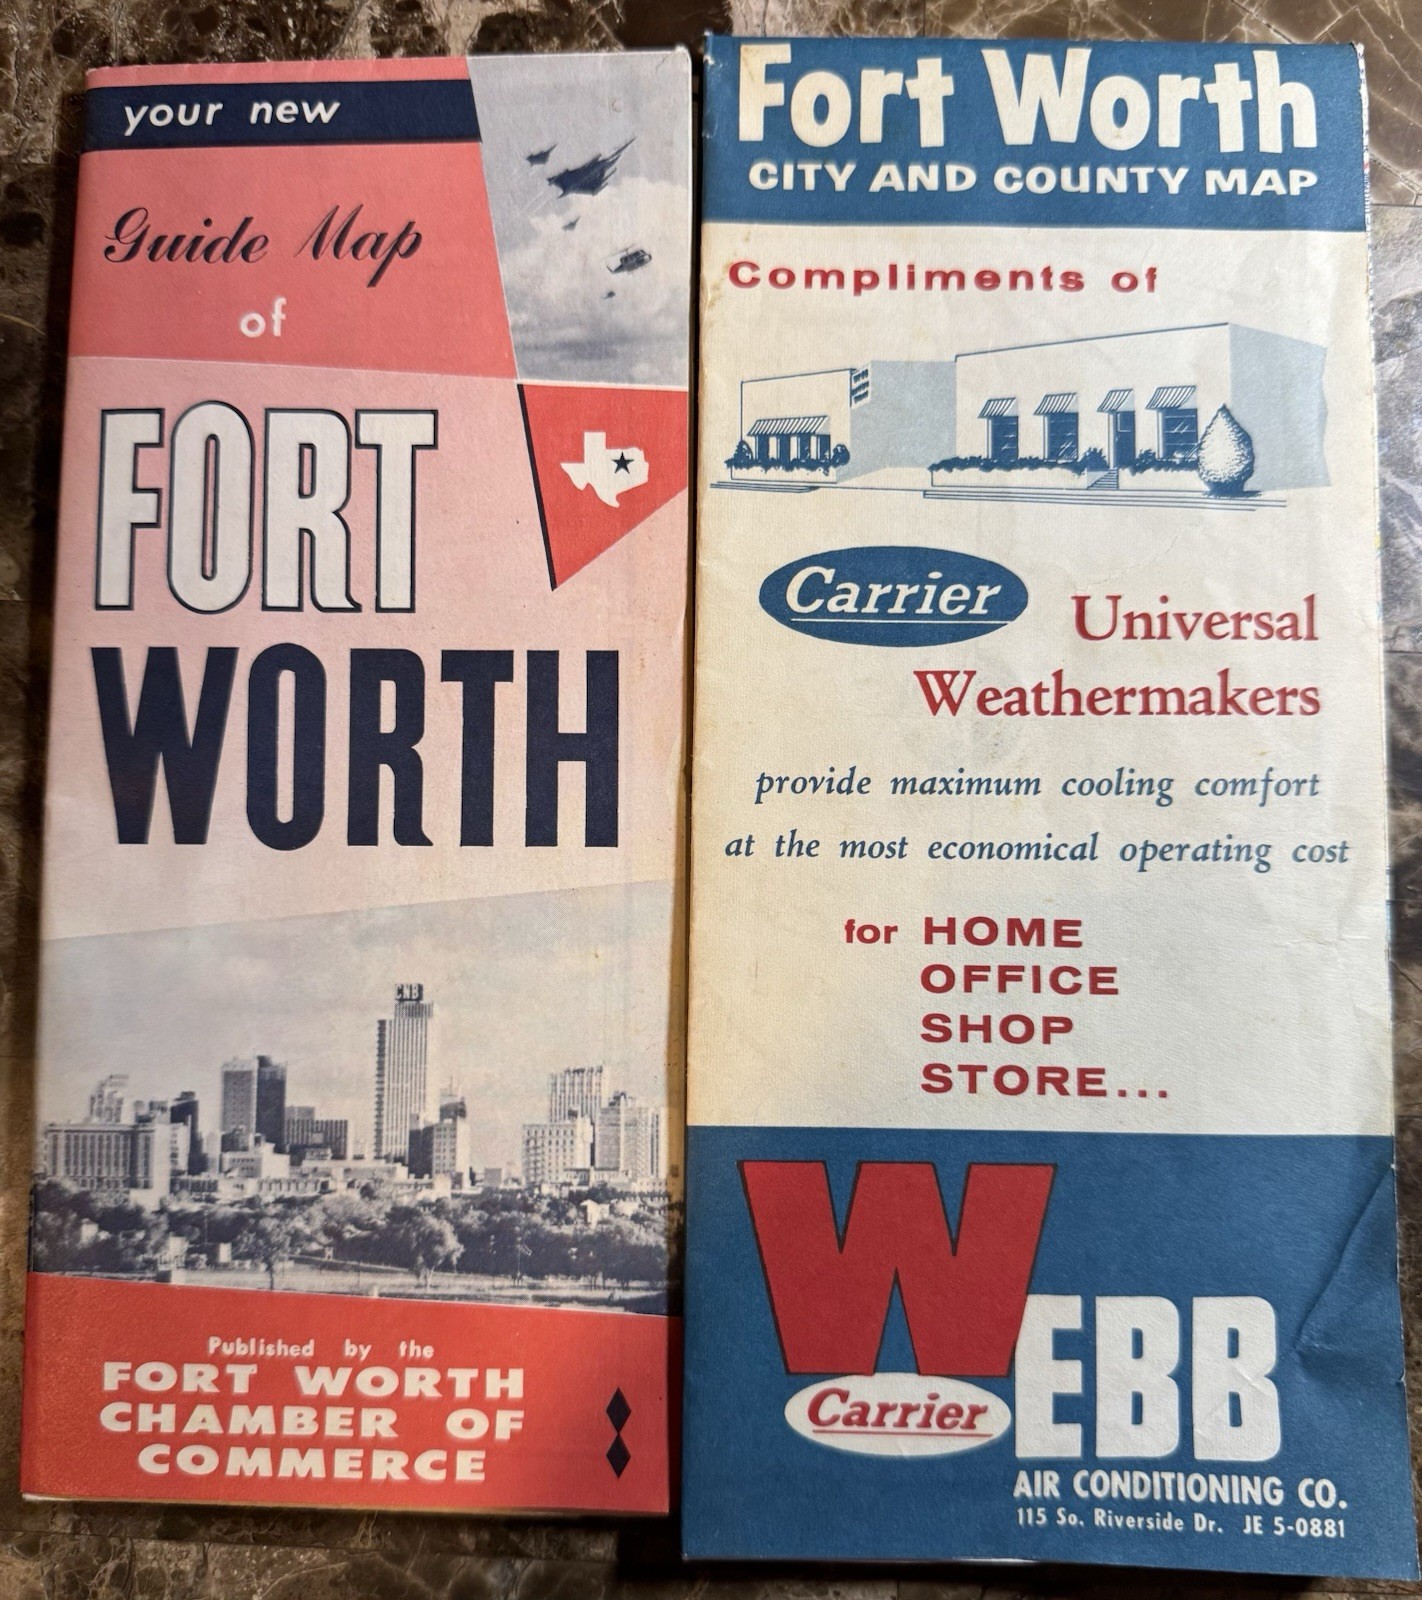 your new
Guide Map
of
FORT
WORTH
CNB
Published by the
FORT WORTH
CHAMBER OF
COMMERCE
Fort Worth
CITY AND COUNTY MAP
Compliments of
Carrier
Universal
Weathermakers
provide maximum cooling comfort
at the most economical operating cost
for HOME
OFFICE
SHOP
STORE...
WEBB
Carrier
AIR CONDITIONING CO.
115 So. Riverside Dr. JE 5-0881